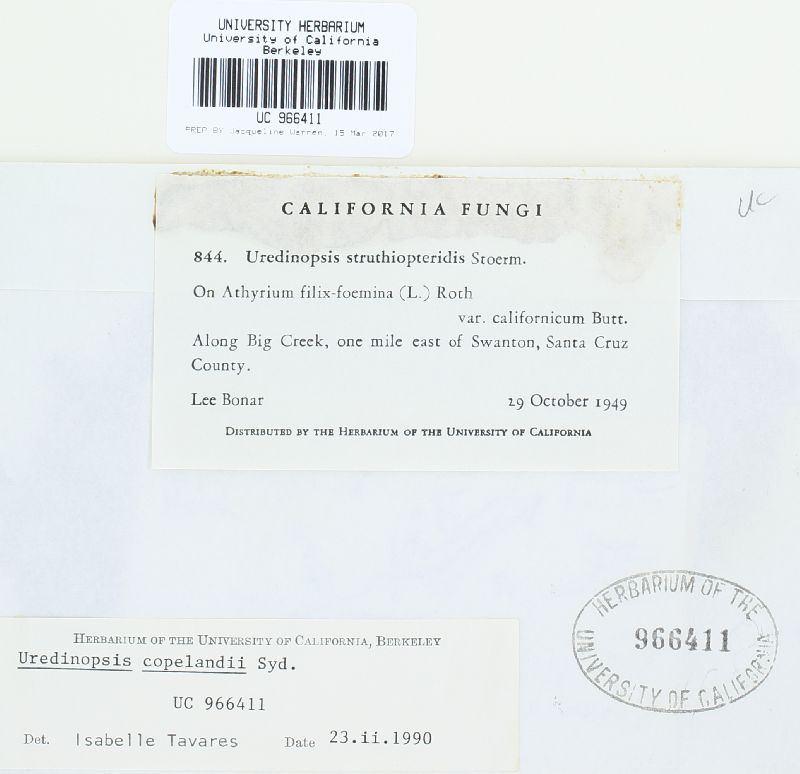 UNIVERSITY HERBARIUM
University of California
Berkeley
UC 966411
PREP BY Jacqueline Warren, 15 Mar 2017
UC
CALIFORNIA FUNGI
844. Uredinopsis struthiopteridis Stoerm.
On Athyrium filix-foemina (L.) Roth
var. californicum Butt.
Along Big Creek, one mile east of Swanton, Santa Cruz
County.
Lee Bonar 29 October 1949
DISTRIBUTED BY THE HERBARIUM OF THE UNIVERSITY OF CALIFORNIA
HERBARIUM OF THE
966411
UNIVERSITY OF CALIFORNIA
HERBARIUM OF THE UNIVERSITY OF CALIFORNIA, BERKELEY
Uredinopsis copelandii Syd.
UC 966411
Det. Isabelle Tavares Date 23.ii.1990